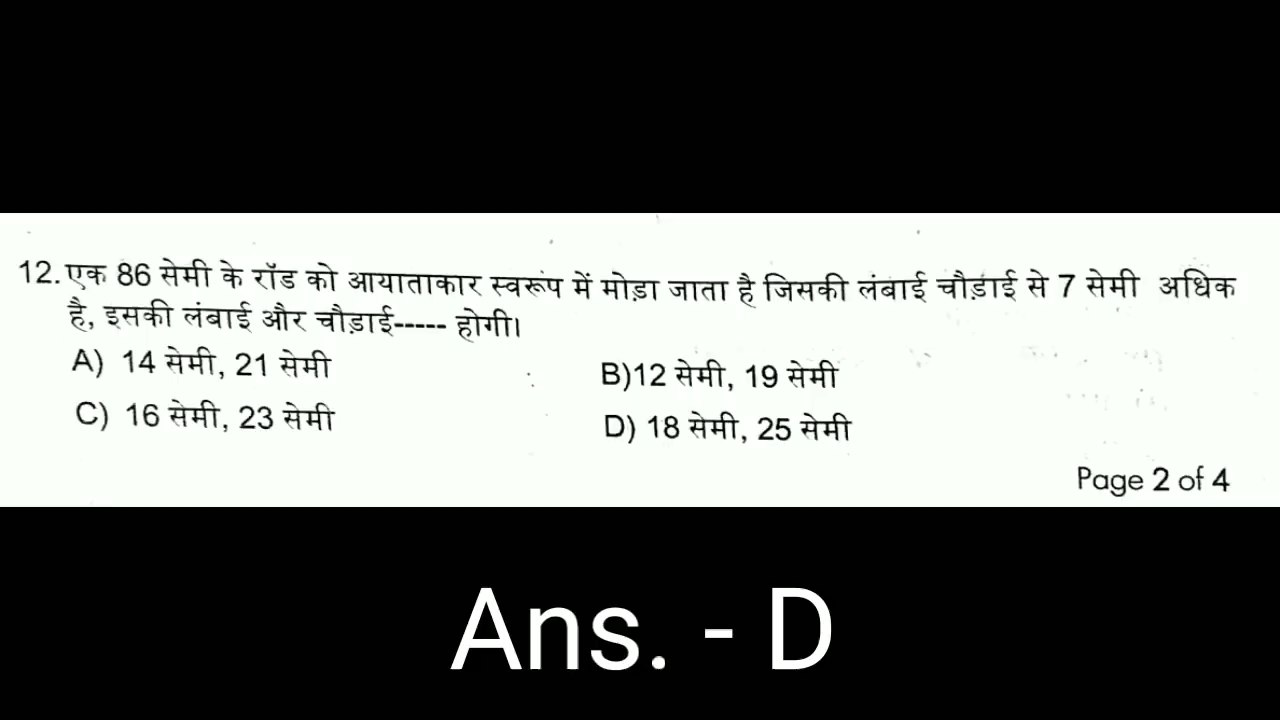 12. एक 86 सेमी के रॉड को आयाताकार स्वरूप में मोड़ा जाता है जिसकी लंबाई चौड़ाई से 7 सेमी अधिक
है, इसकी लंबाई और चौड़ाई----- होगी।
A) 14 सेमी, 21 सेमी
B)12 सेमी, 19 सेमी
C) 16 सेमी, 23 सेमी
D) 18 सेमी, 25 सेमी
Page 2 of 4
Ans. - D